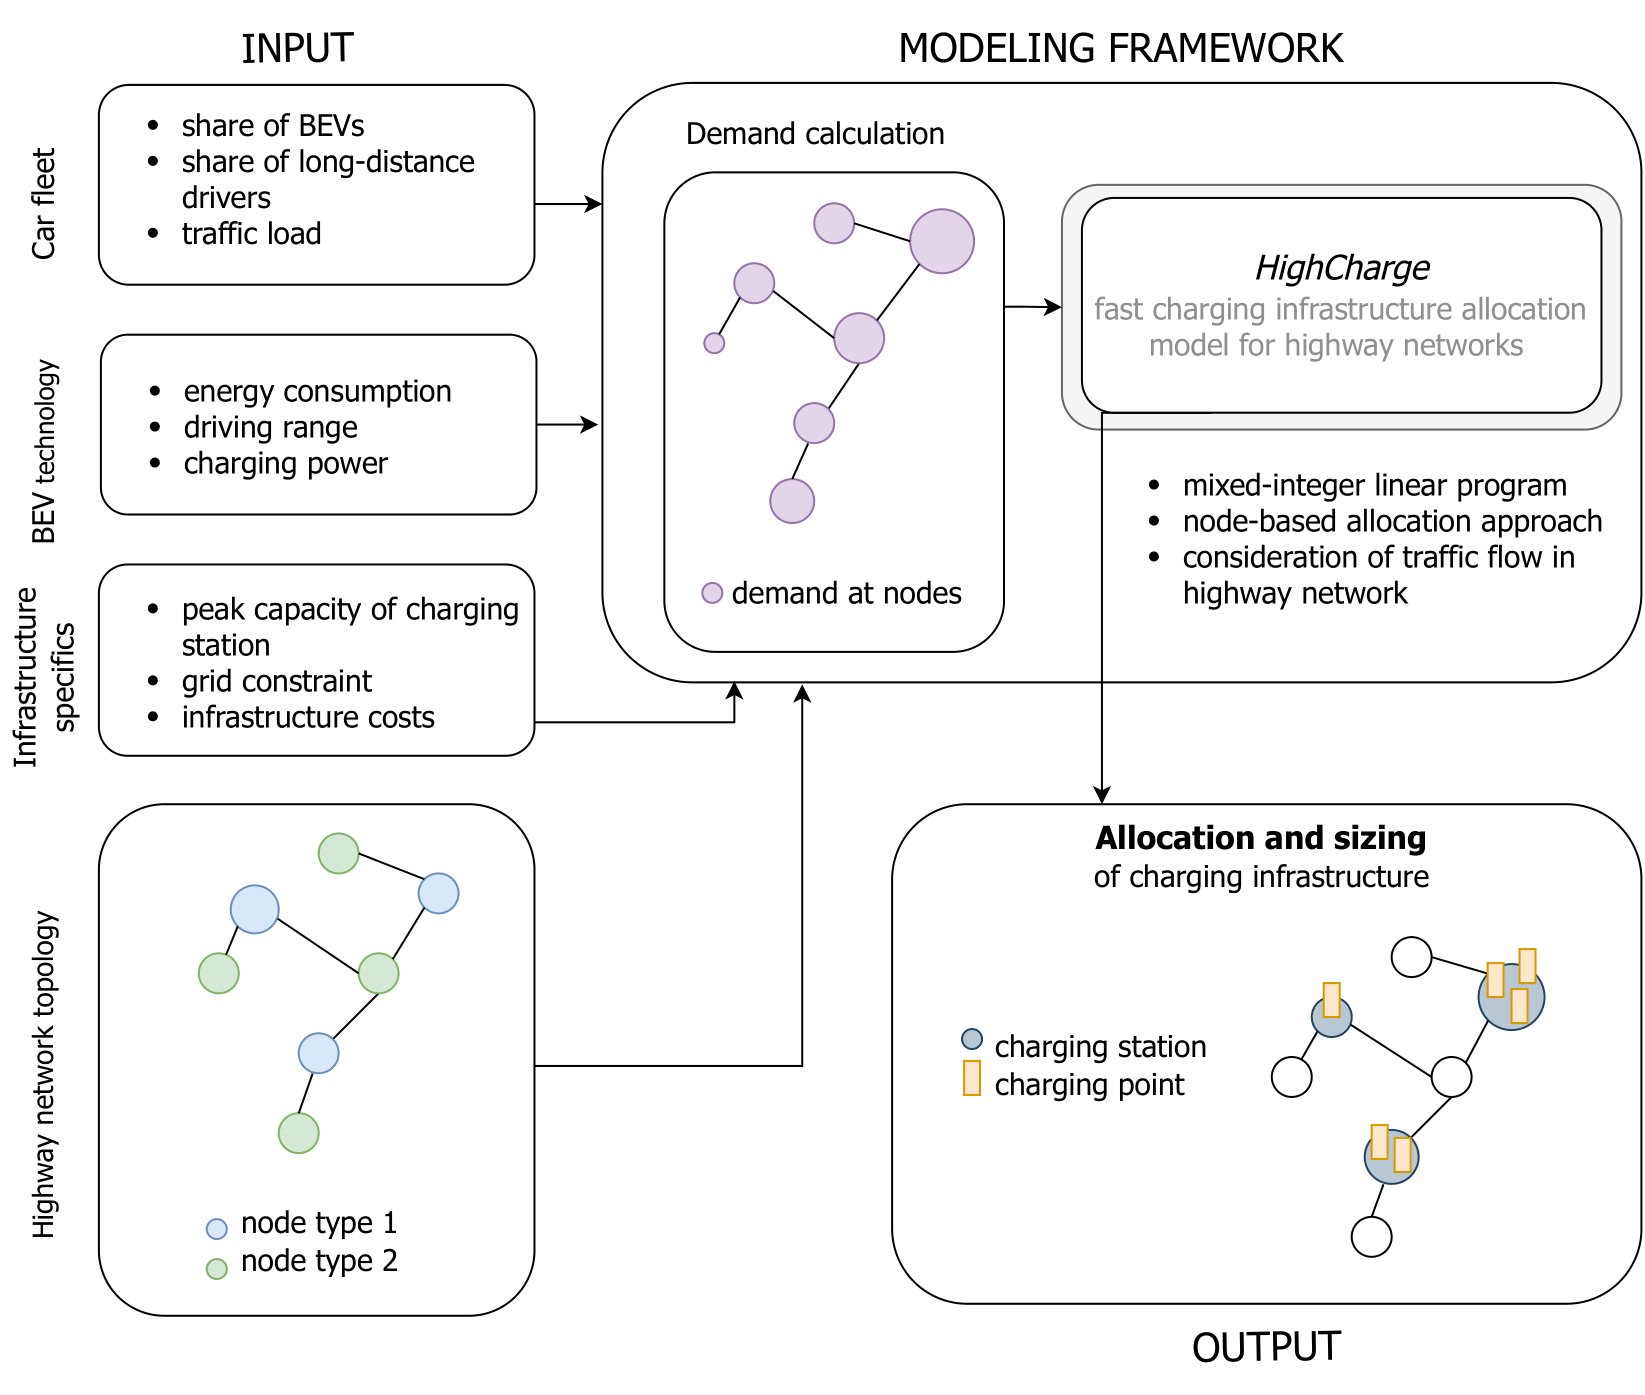 INPUT
MODELING FRAMEWORK
Car fleet
• share of BEVs
• share of long-distance
drivers
• traffic load
BEV technology
• energy consumption
• driving range
• charging power
Infrastructure
specifics
• peak capacity of charging
station
• grid constraint
• infrastructure costs
Highway network topology
node type 1
node type 2
Demand calculation
demand at nodes
HighCharge
fast charging infrastructure allocation
model for highway networks
• mixed-integer linear program
• node-based allocation approach
• consideration of traffic flow in
highway network
Allocation and sizing
of charging infrastructure
charging station
charging point
OUTPUT